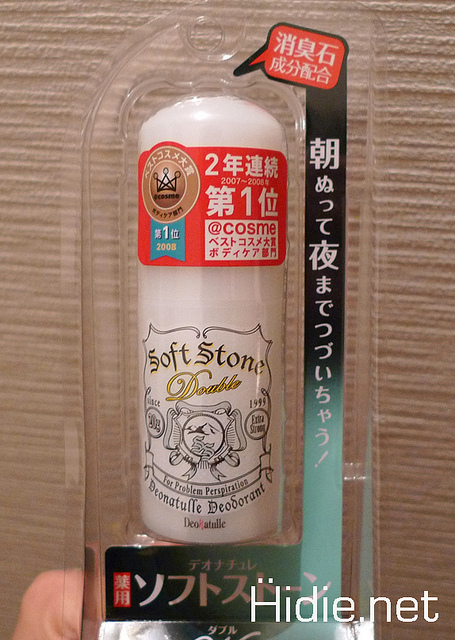 消臭石
成分配合
朝ぬって夜までつづいちゃう!
ベストコスメ大賞
@cosme
ボディケア部門
第1位
2008
2年連続
2007~2008年
第1位
@cosme
ベストコスメ大賞
ボディケア部門
Soft Stone
Double
Since
1999
20g
Extra
Strong
For Problem Perspiration
Deonatulle Deodorant
Deonatulle
デオナチュレ
薬用
ソフトストーン
ダブル
Hidie.net